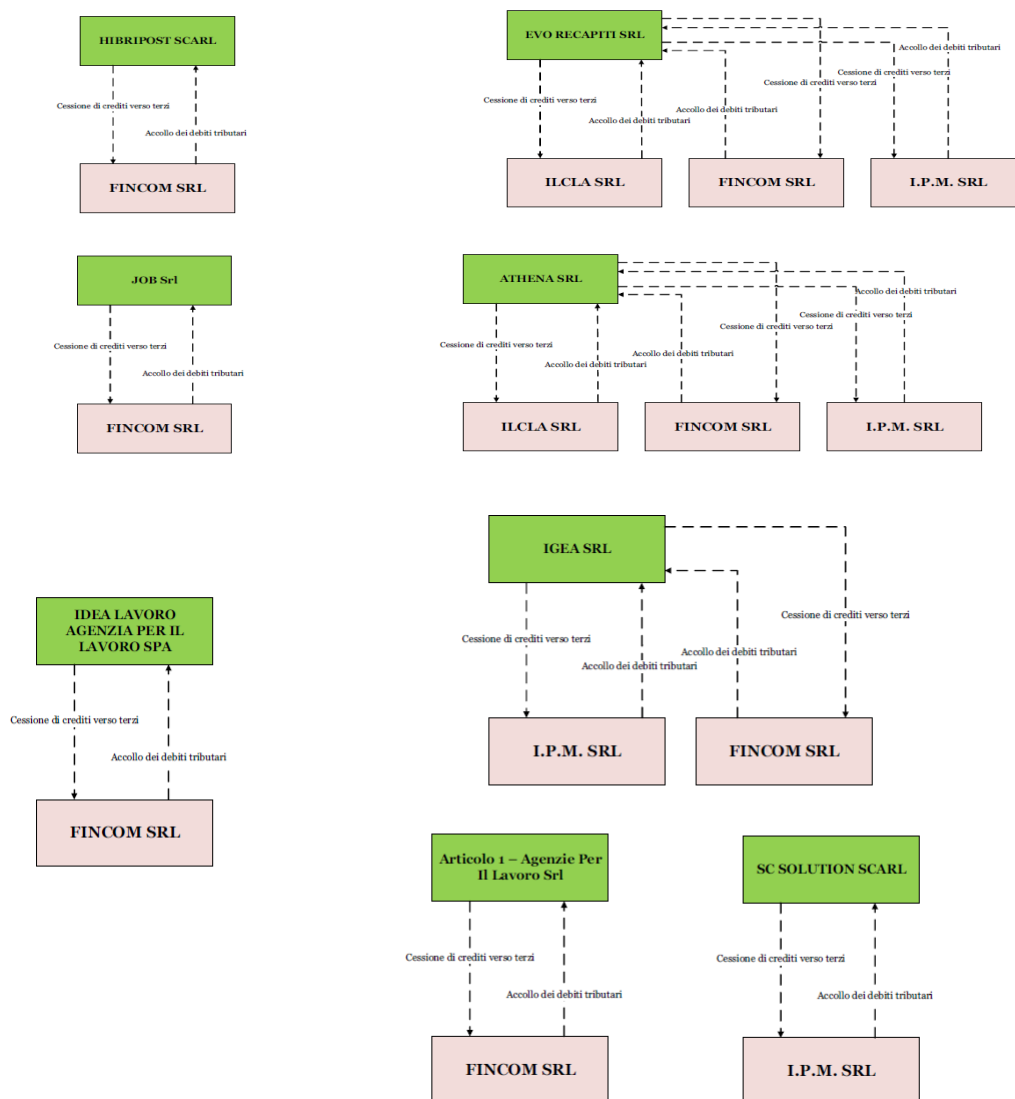 HIBRIPOST SCARL
Cessione di crediti verso terzi
Accollo dei debiti tributari
FINCOM SRL
EVO RECAPITI SRL
Accollo dei debiti tributari
Cessione di crediti verso terzi
Cessione di crediti verso terzi
Cessione di crediti verso terzi
Accollo dei debiti tributari
Accollo dei debiti tributari
ILCLA SRL
FINCOM SRL
I.P.M. SRL
JOB Srl
Cessione di crediti verso terzi
Accollo dei debiti tributari
FINCOM SRL
ATHENA SRL
Accollo dei debiti tributari
Cessione di crediti verso terzi
Cessione di crediti verso terzi
Cessione di crediti verso terzi
Accollo dei debiti tributari
Accollo dei debiti tributari
ILCLA SRL
FINCOM SRL
I.P.M. SRL
IGEA SRL
Cessione di crediti verso terzi
Cessione di crediti verso terzi
Accollo dei debiti tributari
Accollo dei debiti tributari
I.P.M. SRL
FINCOM SRL
IDEA LAVORO
AGENZIA PER IL
LAVORO SPA
Cessione di crediti verso terzi
Accollo dei debiti tributari
FINCOM SRL
Articolo 1 – Agenzie Per
Il Lavoro Srl
Cessione di crediti verso terzi
Accollo dei debiti tributari
FINCOM SRL
SC SOLUTION SCARL
Cessione di crediti verso terzi
Accollo dei debiti tributari
I.P.M. SRL